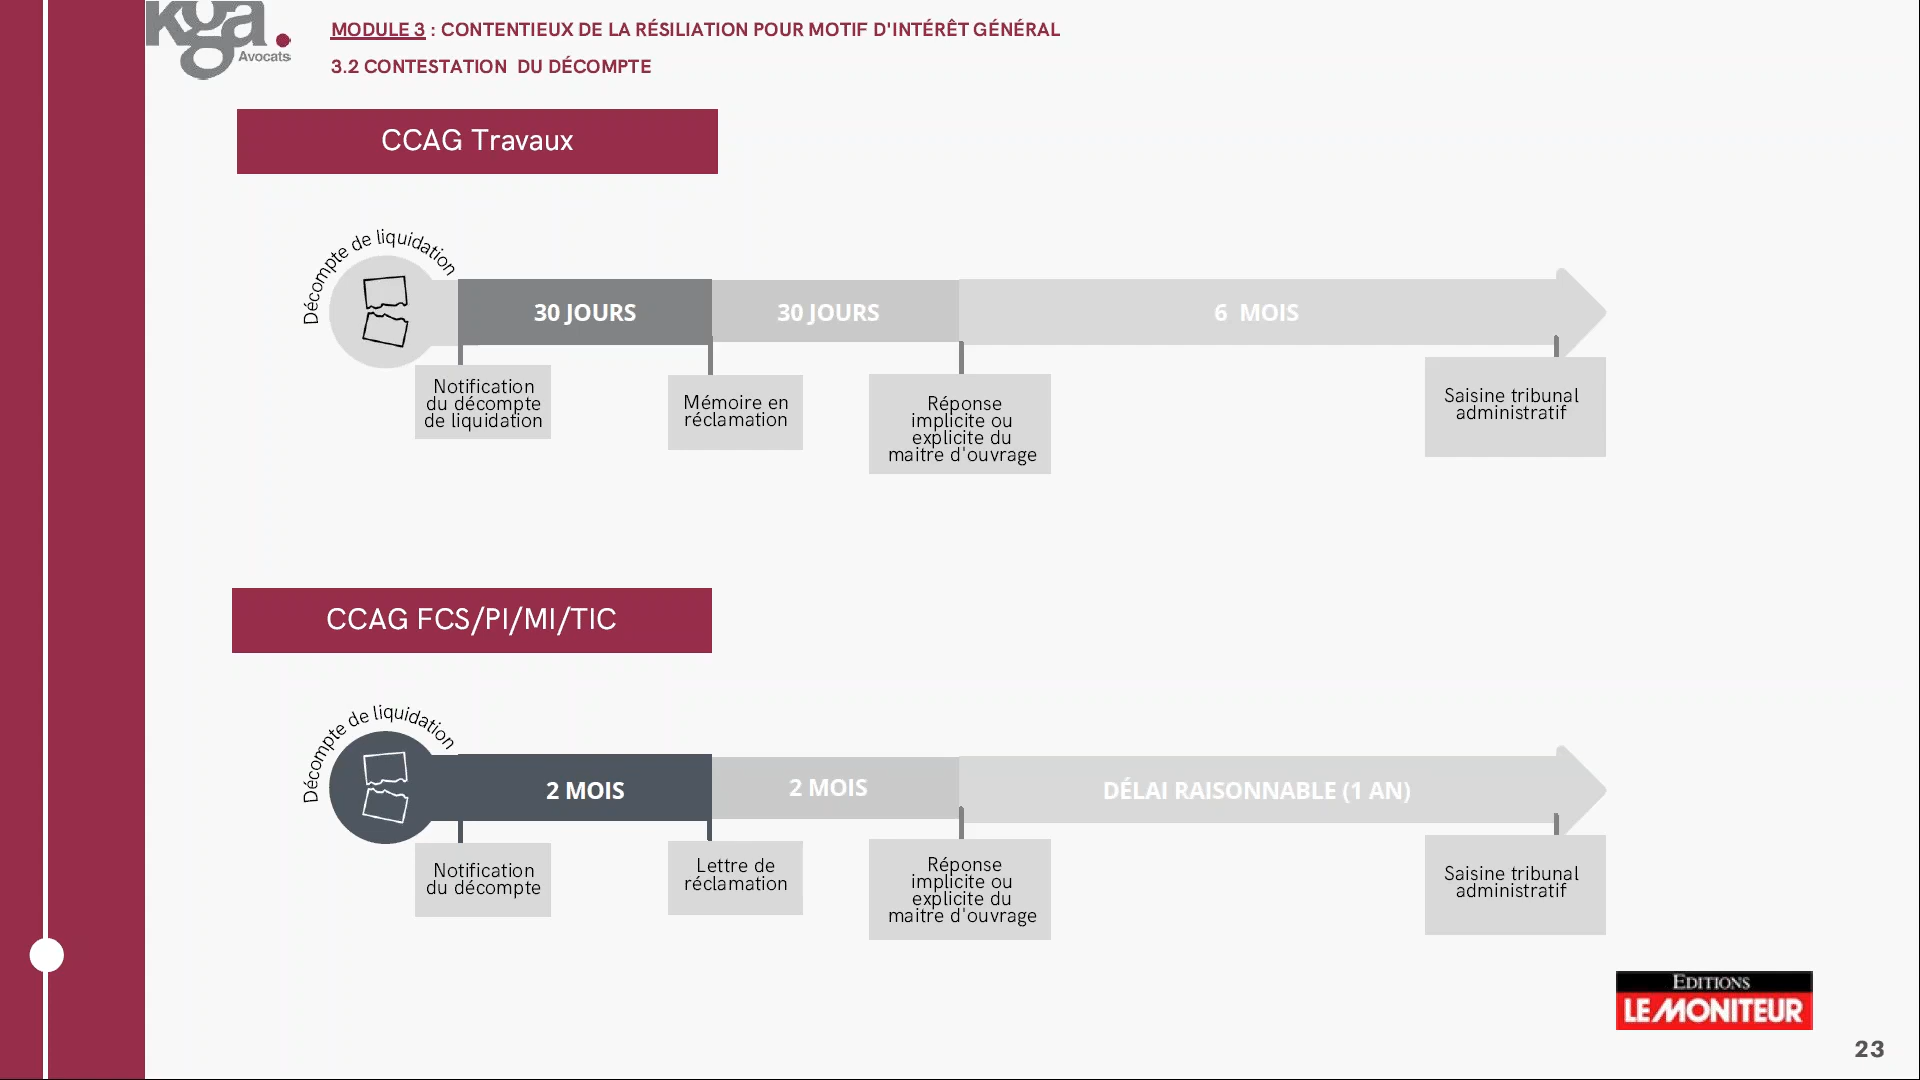 kga.
Avocats
MODULE 3 : CONTENTIEUX DE LA RÉSILIATION POUR MOTIF D'INTÉRÊT GÉNÉRAL
3.2 CONTESTATION DU DÉCOMPTE
CCAG Travaux
Décompte de liquidation
30 JOURS
30 JOURS
6 MOIS
Notification
du décompte
de liquidation
Mémoire en
réclamation
Réponse
implicite ou
explicite du
maitre d'ouvrage
Saisine tribunal
administratif
CCAG FCS/PI/MI/TIC
Décompte de liquidation
2 MOIS
2 MOIS
DÉLAI RAISONNABLE (1 AN)
Notification
du décompte
Lettre de
réclamation
Réponse
implicite ou
explicite du
maitre d'ouvrage
Saisine tribunal
administratif
EDITIONS
LE MONITEUR
23